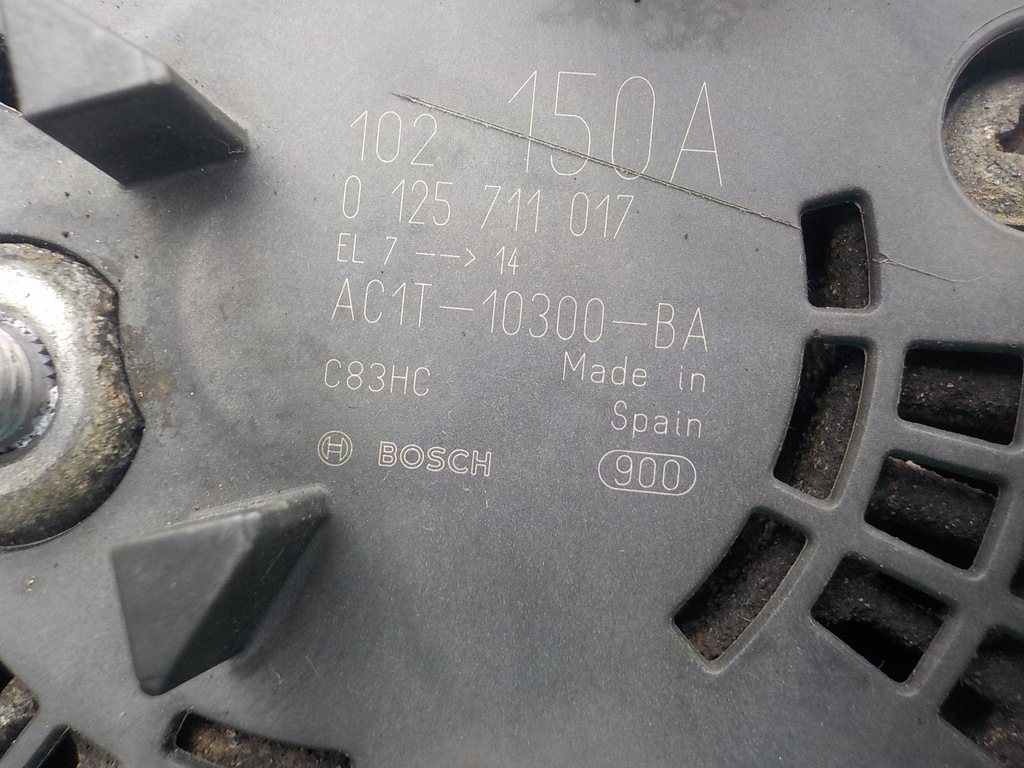 102 150A
0 125 711 017
EL 7 --> 14
AC1T-10300-BA
C83HC Made in
Spain
BOSCH 900